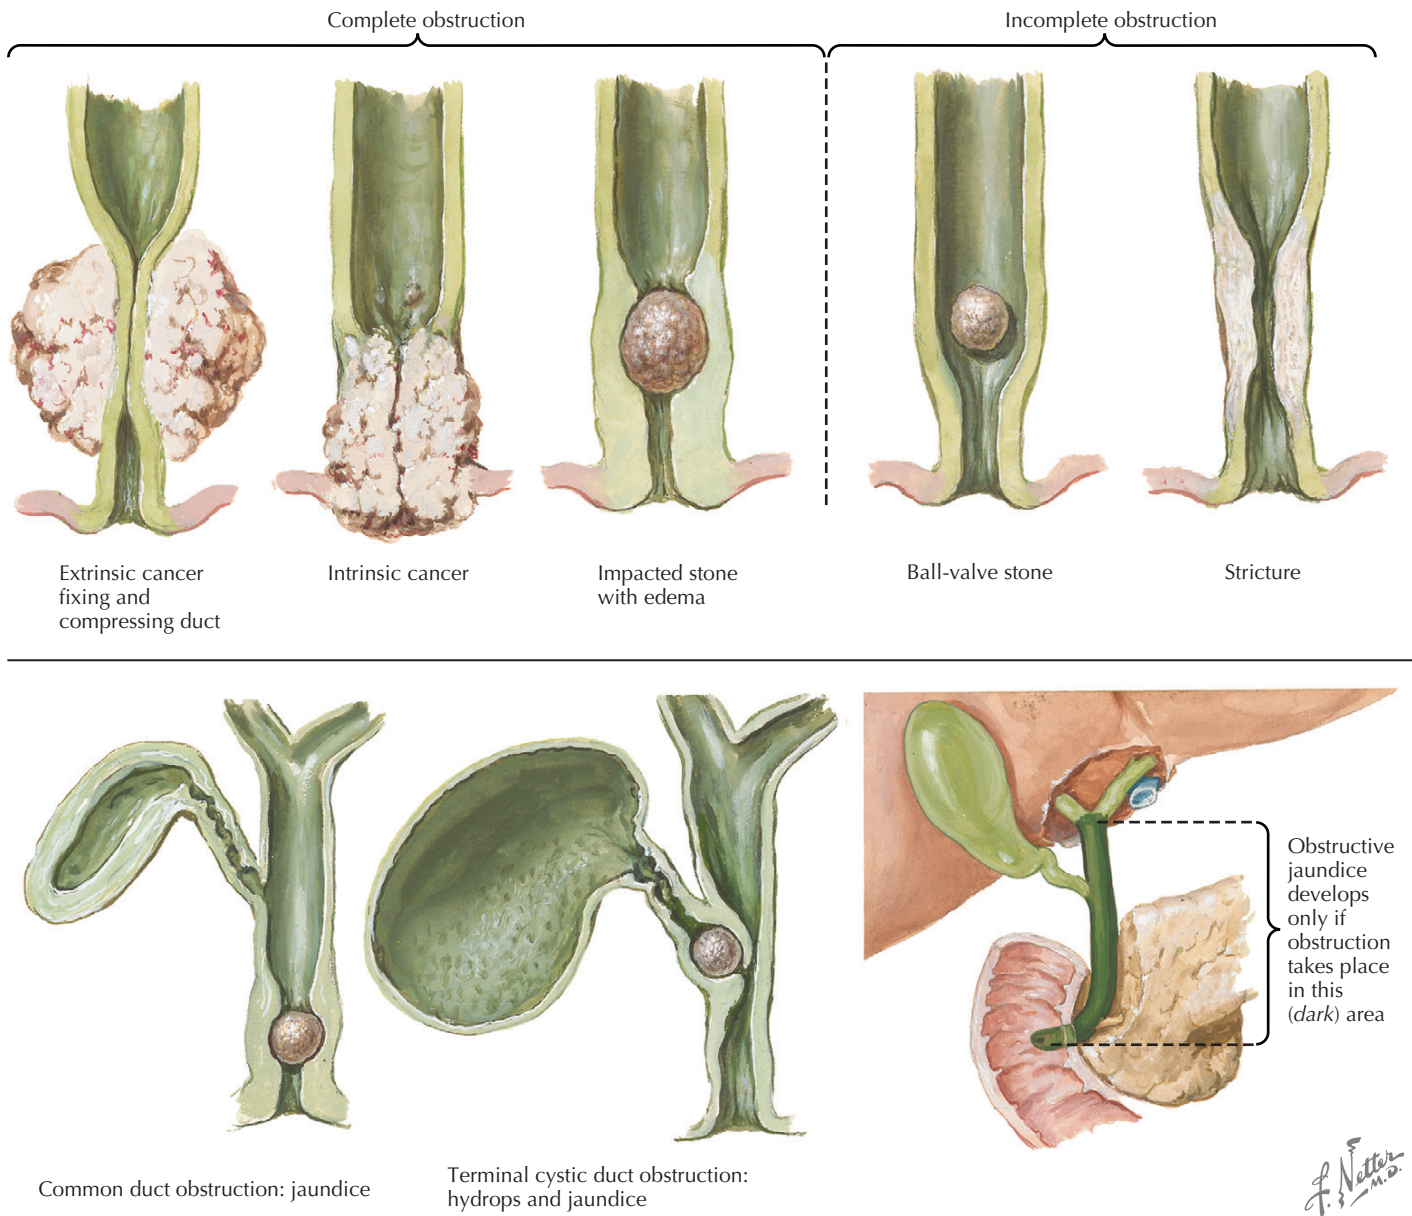 Complete obstruction
Incomplete obstruction
Extrinsic cancer
fixing and
compressing duct
Intrinsic cancer
Impacted stone
with edema
Ball-valve stone
Stricture
Obstructive
jaundice
develops
only if
obstruction
takes place
in this
(dark) area
Common duct obstruction: jaundice
Terminal cystic duct obstruction:
hydrops and jaundice
F. Netter
M.D.